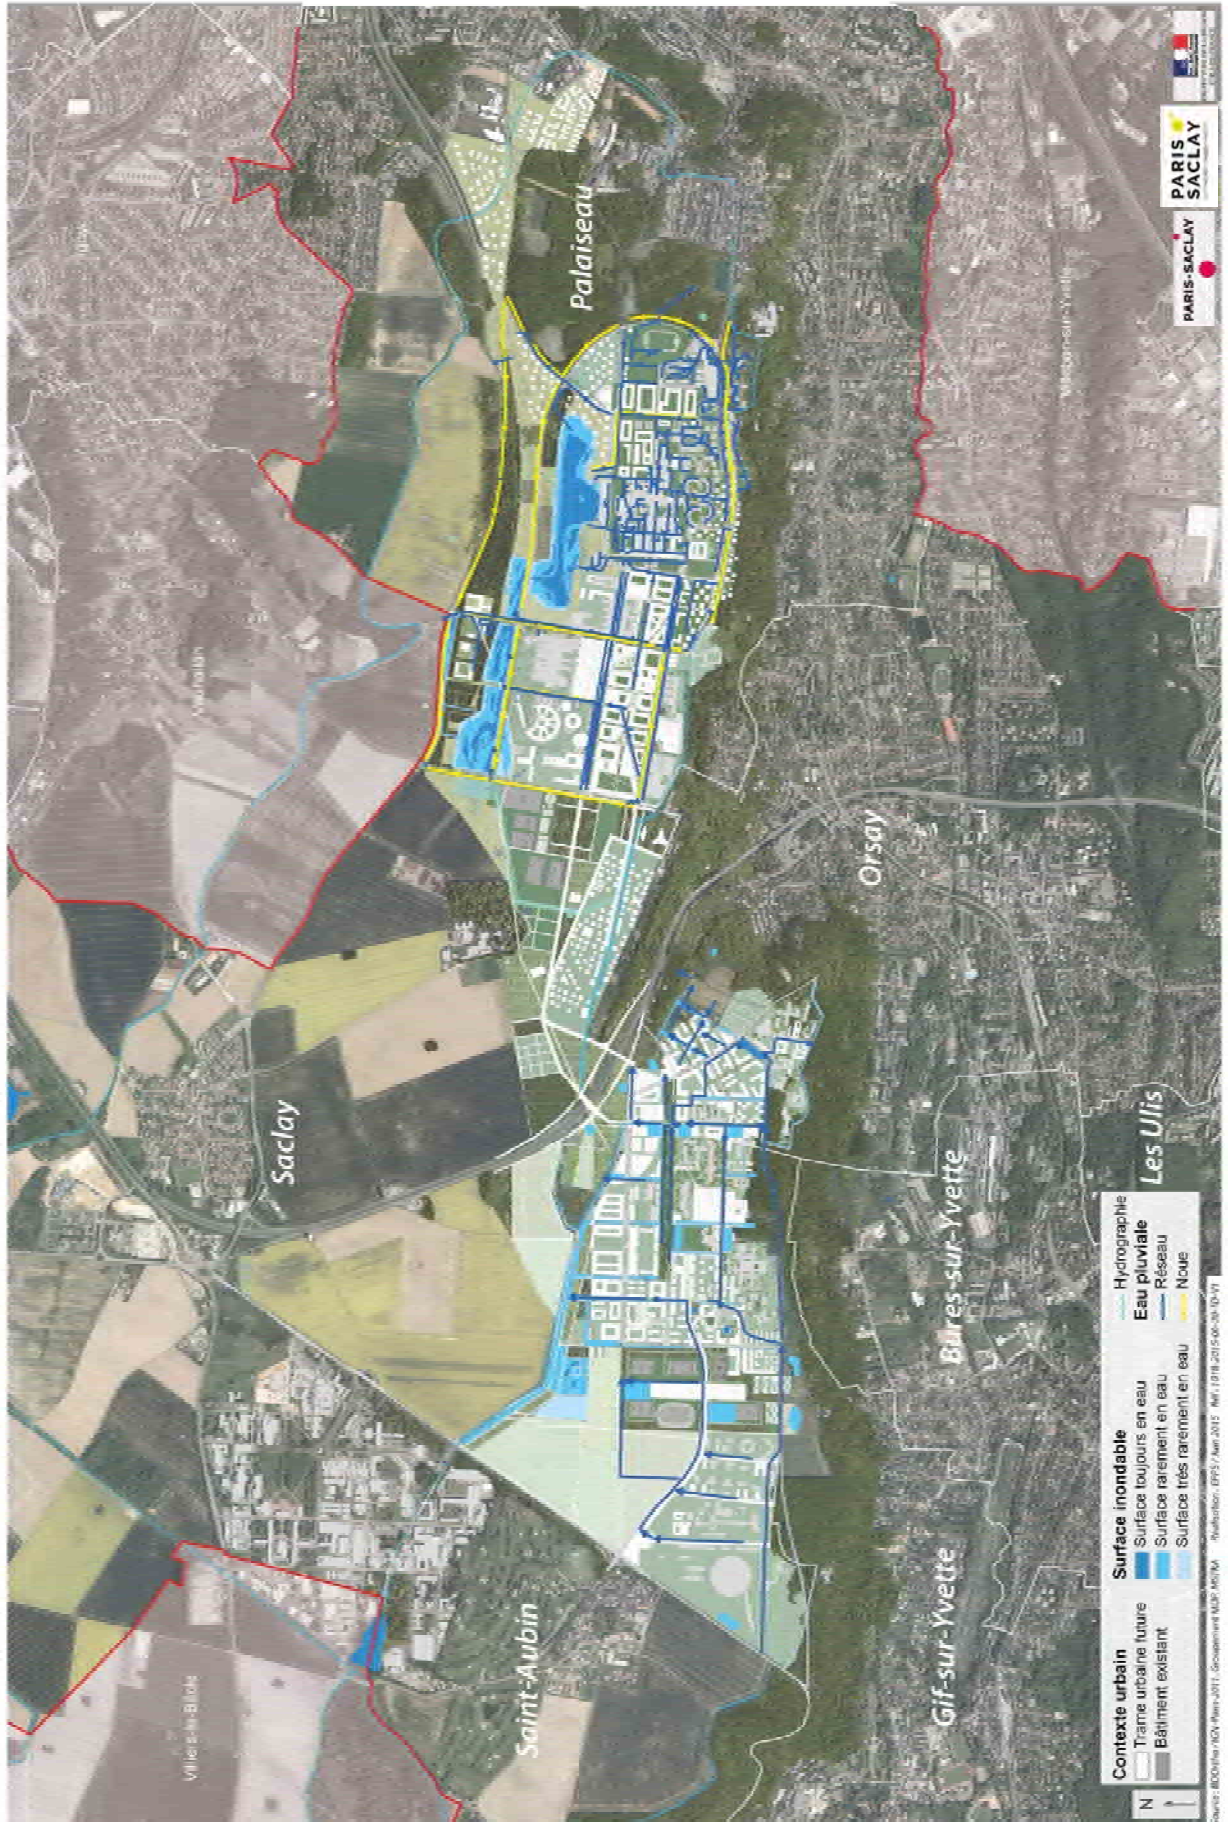 PARIS-SACLAY
PARIS
SACLAY
Palaiseau
Saclay
Orsay
Saint-Aubin
Bures-sur-Yvette
Les Ulis
Gif-sur-Yvette
N
Contexte urbain
Trame urbaine future
Bâtiment existant
Surface inondable
Surface toujours en eau
Surface rarement en eau
Surface très rarement en eau
Hydrographie
Eau pluviale
Réseau
Noue